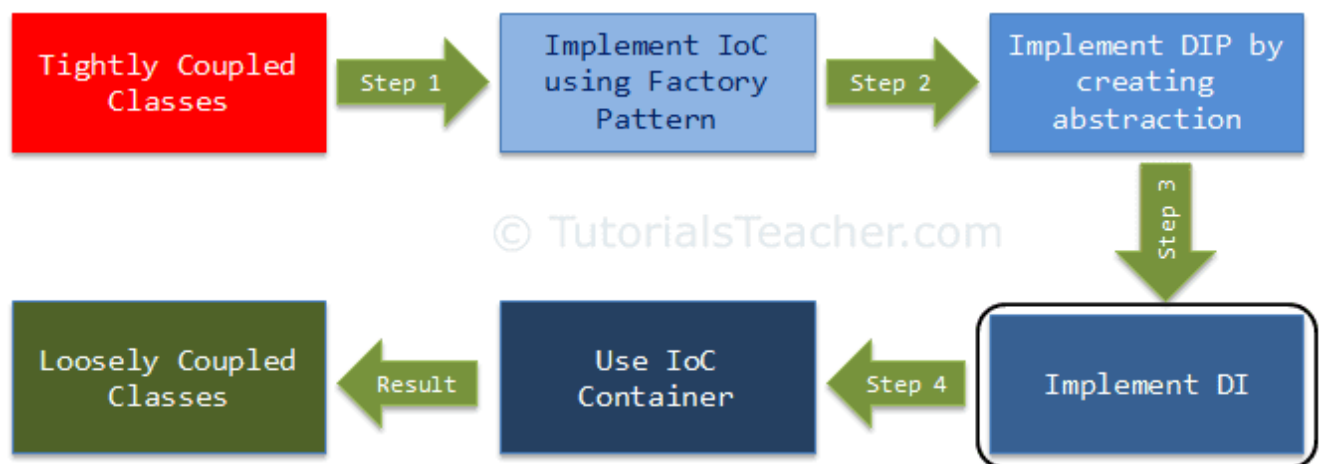 Tightly Coupled
Classes
Step 1
Implement IoC
using Factory
Pattern
Step 2
Implement DIP by
creating
abstraction
Step 3
© TutorialsTeacher.com
Implement DI
Step 4
Use IoC
Container
Result
Loosely Coupled
Classes